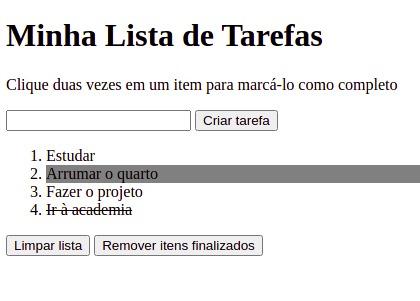 Minha Lista de Tarefas
Clique duas vezes em um item para marcá-lo como completo
Criar tarefa
1. Estudar
2. Arrumar o quarto
3. Fazer o projeto
4. Ir à academia
Limpar lista Remover itens finalizados